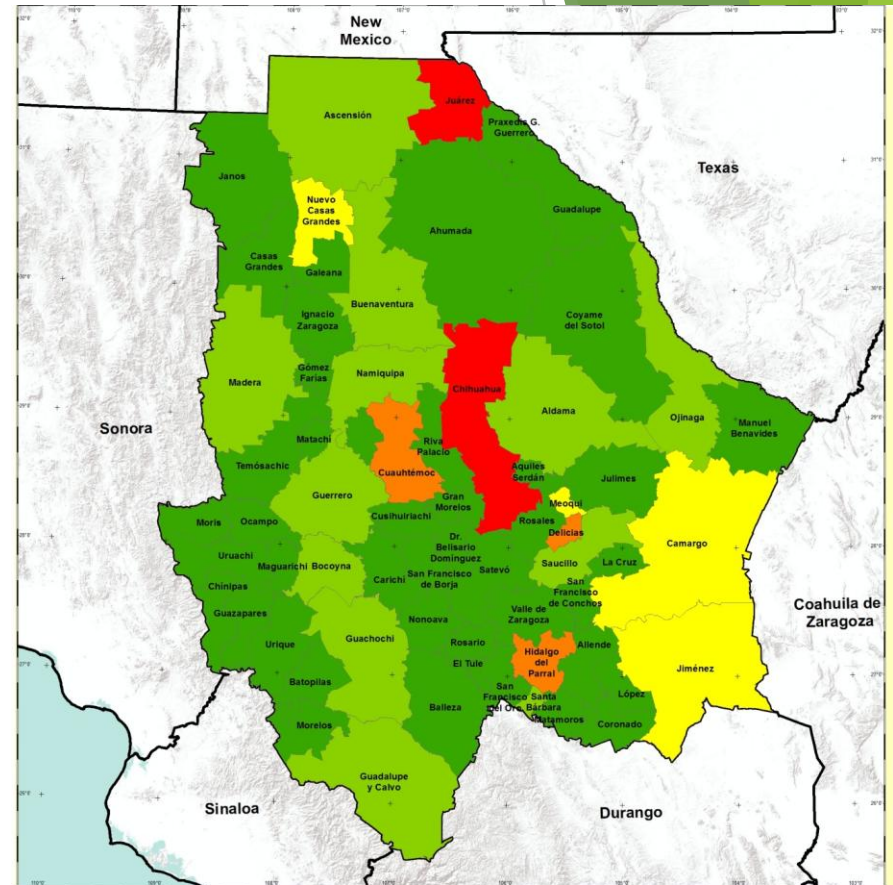 New
Mexico
Juárez
Ascensión
Praxedis G.
Guerrero
Texas
Janos
Nuevo
Casas
Grandes
Guadalupe
Ahumada
Casas
Grandes
Galeana
Buenaventura
Ignacio
Zaragoza
Coyame
del Sotol
Gómez
Farias
Namiquipa
Madera
Chihuahua
Aldama
Ojinaga
Manuel
Benavides
Sonora
Matachí
Riva
Palacio
Temósachic
Cuauhtémoc
Aquiles
Serdán
Julimes
Guerrero
Gran
Morelos
Meoqui
Cusihuiriachi
Rosales
Delicias
Moris
Ocampo
Dr.
Belisario
Domínguez
Camargo
Uruachi
Maguarichi
Bocoyna
Saucillo
La Cruz
Carichi
San Francisco
de Borja
Satevó
San
Francisco
de Conchos
Chínipas
Guazapares
Nonoava
Valle de
Zaragoza
Coahuila de
Zaragoza
Urique
Guachochi
Rosario
Allende
Hidalgo
del
Parral
El Tule
Jiménez
Batopilas
San
Francisco
del Oro
Santa
Bárbara
López
Balleza
Matamoros
Coronado
Morelos
Guadalupe
y Calvo
Sinaloa
Durango